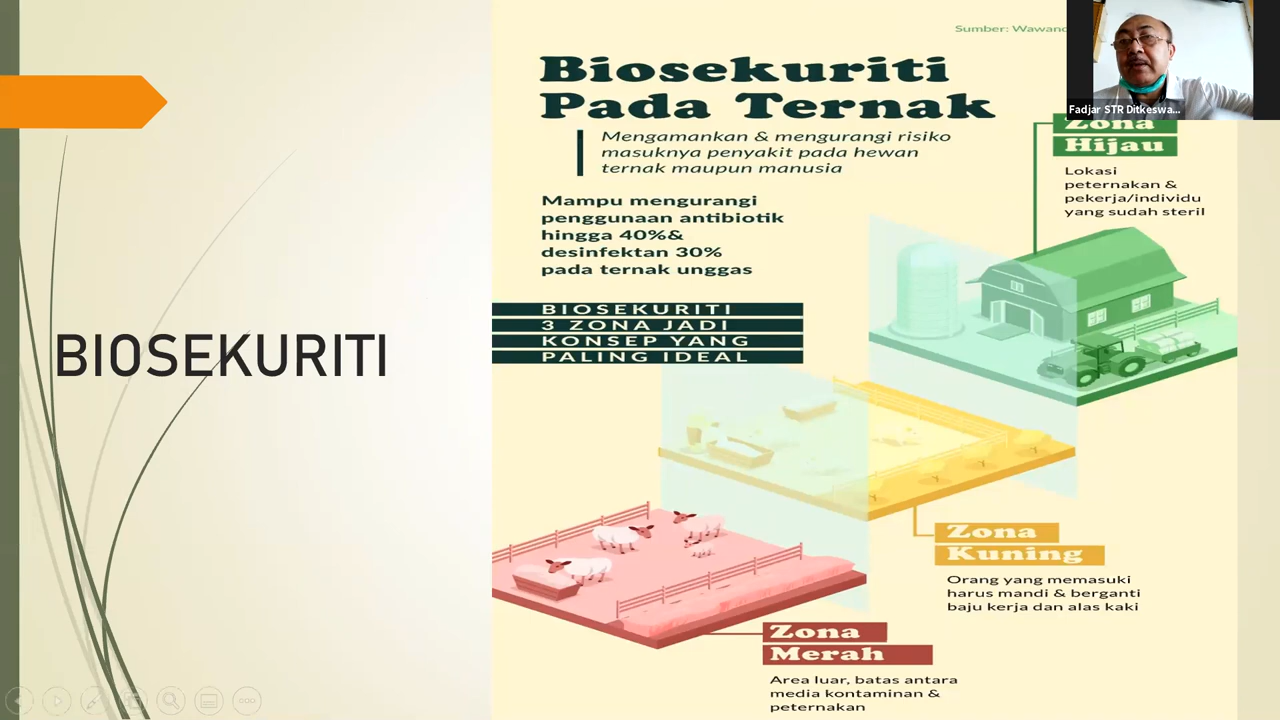 BIOSEKURITI
Sumber:
Biosekuriti
Pada Ternak
Mengamankan & mengurangi risiko
masuknya penyakit pada hewan
ternak maupun manusia
Mampu mengurangi
penggunaan antibiotik
hingga 40%&
desinfektan 30%
pada ternak unggas
BIOSEKURITI
3 ZONA JADI
KONSEP YANG
PALING IDEAL
Fadjar STR Ditkeswa...
Zona
Hijau
Lokasi
peternakan &
pekerja/individu
yang sudah steril
Zona
Kuning
Orang yang memasuki
harus mandi & berganti
baju kerja dan alas kaki
Zona
Merah
Area luar, batas antara
media kontaminan &
peternakan